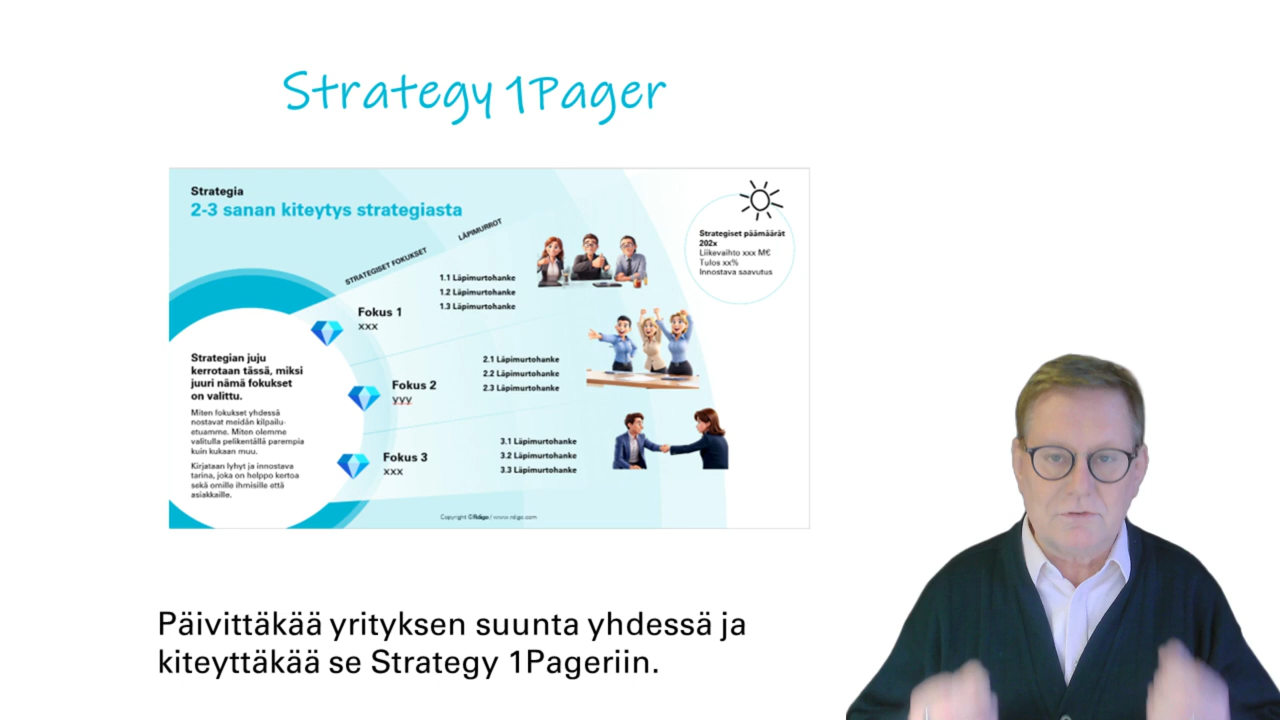 Strategy 1Pager
Strategia
2-3 sanan kiteytys strategiasta
STRATEGISET FOKUKSET
LÄPIMURROT
Strategiset päämäärät
202x
Liikevaihto xxx M€
Tulos xx%
Innostava saavutus
1.1 Läpimurtohanke
1.2 Läpimurtohanke
1.3 Läpimurtohanke
Fokus 1
xxx
Strategian juju
kerrotaan tässä, miksi
juuri nämä fokukset
on valittu.
Miten fokukset yhdessä
nostavat meidän kilpailu-
etuamme. Miten olemme
valitulla pelikentällä parempia
kuin kukaan muu.
Kirjataan lyhyt ja innostava
tarina, joka on helppo kertoa
sekä omille ihmisille että
asiakkaille.
2.1 Läpimurtohanke
2.2 Läpimurtohanke
2.3 Läpimurtohanke
Fokus 2
yyy
3.1 Läpimurtohanke
3.2 Läpimurtohanke
3.3 Läpimurtohanke
Fokus 3
xxx
Copyright ©Rdigo / www.rdigo.com
Päivittäkää yrityksen suunta yhdessä ja
kiteyttäkää se Strategy 1Pageriin.